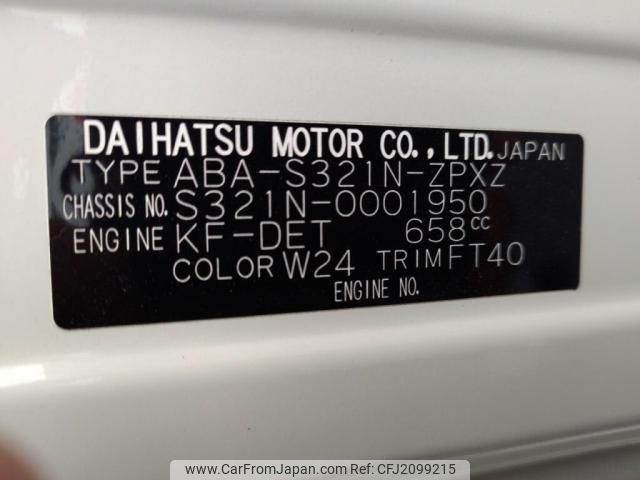 DAIHATSU MOTOR CO.,LTD. JAPAN
TYPE ABA-S321N-ZPXZ
CHASSIS NO. S321N-0001950
ENGINE KF-DET 658cc
COLOR W24 TRIM FT40
ENGINE NO.
www.CarFromJapan.com REF: CFJ2099215